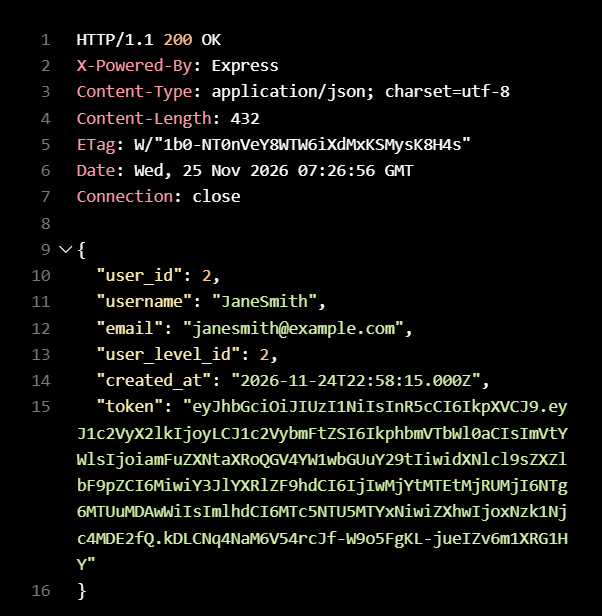 1 HTTP/1.1 200 OK
2 X-Powered-By: Express
3 Content-Type: application/json; charset=utf-8
4 Content-Length: 432
5 ETag: W/"1b0-NT0nVeY8WTW6iXdMxKSMysK8H4s"
6 Date: Wed, 25 Nov 2026 07:26:56 GMT
7 Connection: close
8
9 {
10 "user_id": 2,
11 "username": "JaneSmith",
12 "email": "janesmith@example.com",
13 "user_level_id": 2,
14 "created_at": "2026-11-24T22:58:15.000Z",
15 "token": "eyJhbGciOiJIUzI1NiIsInR5cCI6IkpXVCJ9.ey
J1c2VyX2lkIjoyLCJ1c2VybmFtZSI6IkphbmVTbWl0aCIsImVtY
WlsIjoiamFuZXNtaXRoQGV4YW1wbGUuY29tIiwidXNlcl9sZXZl
bF9pZCI6MiwiY3JlYXRlZF9hdCI6IjIwMjYtMTEtMjRUMjI6NTg
6MTUuMDAwWiIsImlhdCI6MTc5NTU5MTYxNiwiZXhwIjoxNzk1Nj
c4MDE2fQ.kDLCNq4NaM6V54rcJf-W9o5FgKL-jueIZv6m1XRG1H
Y"
16 }